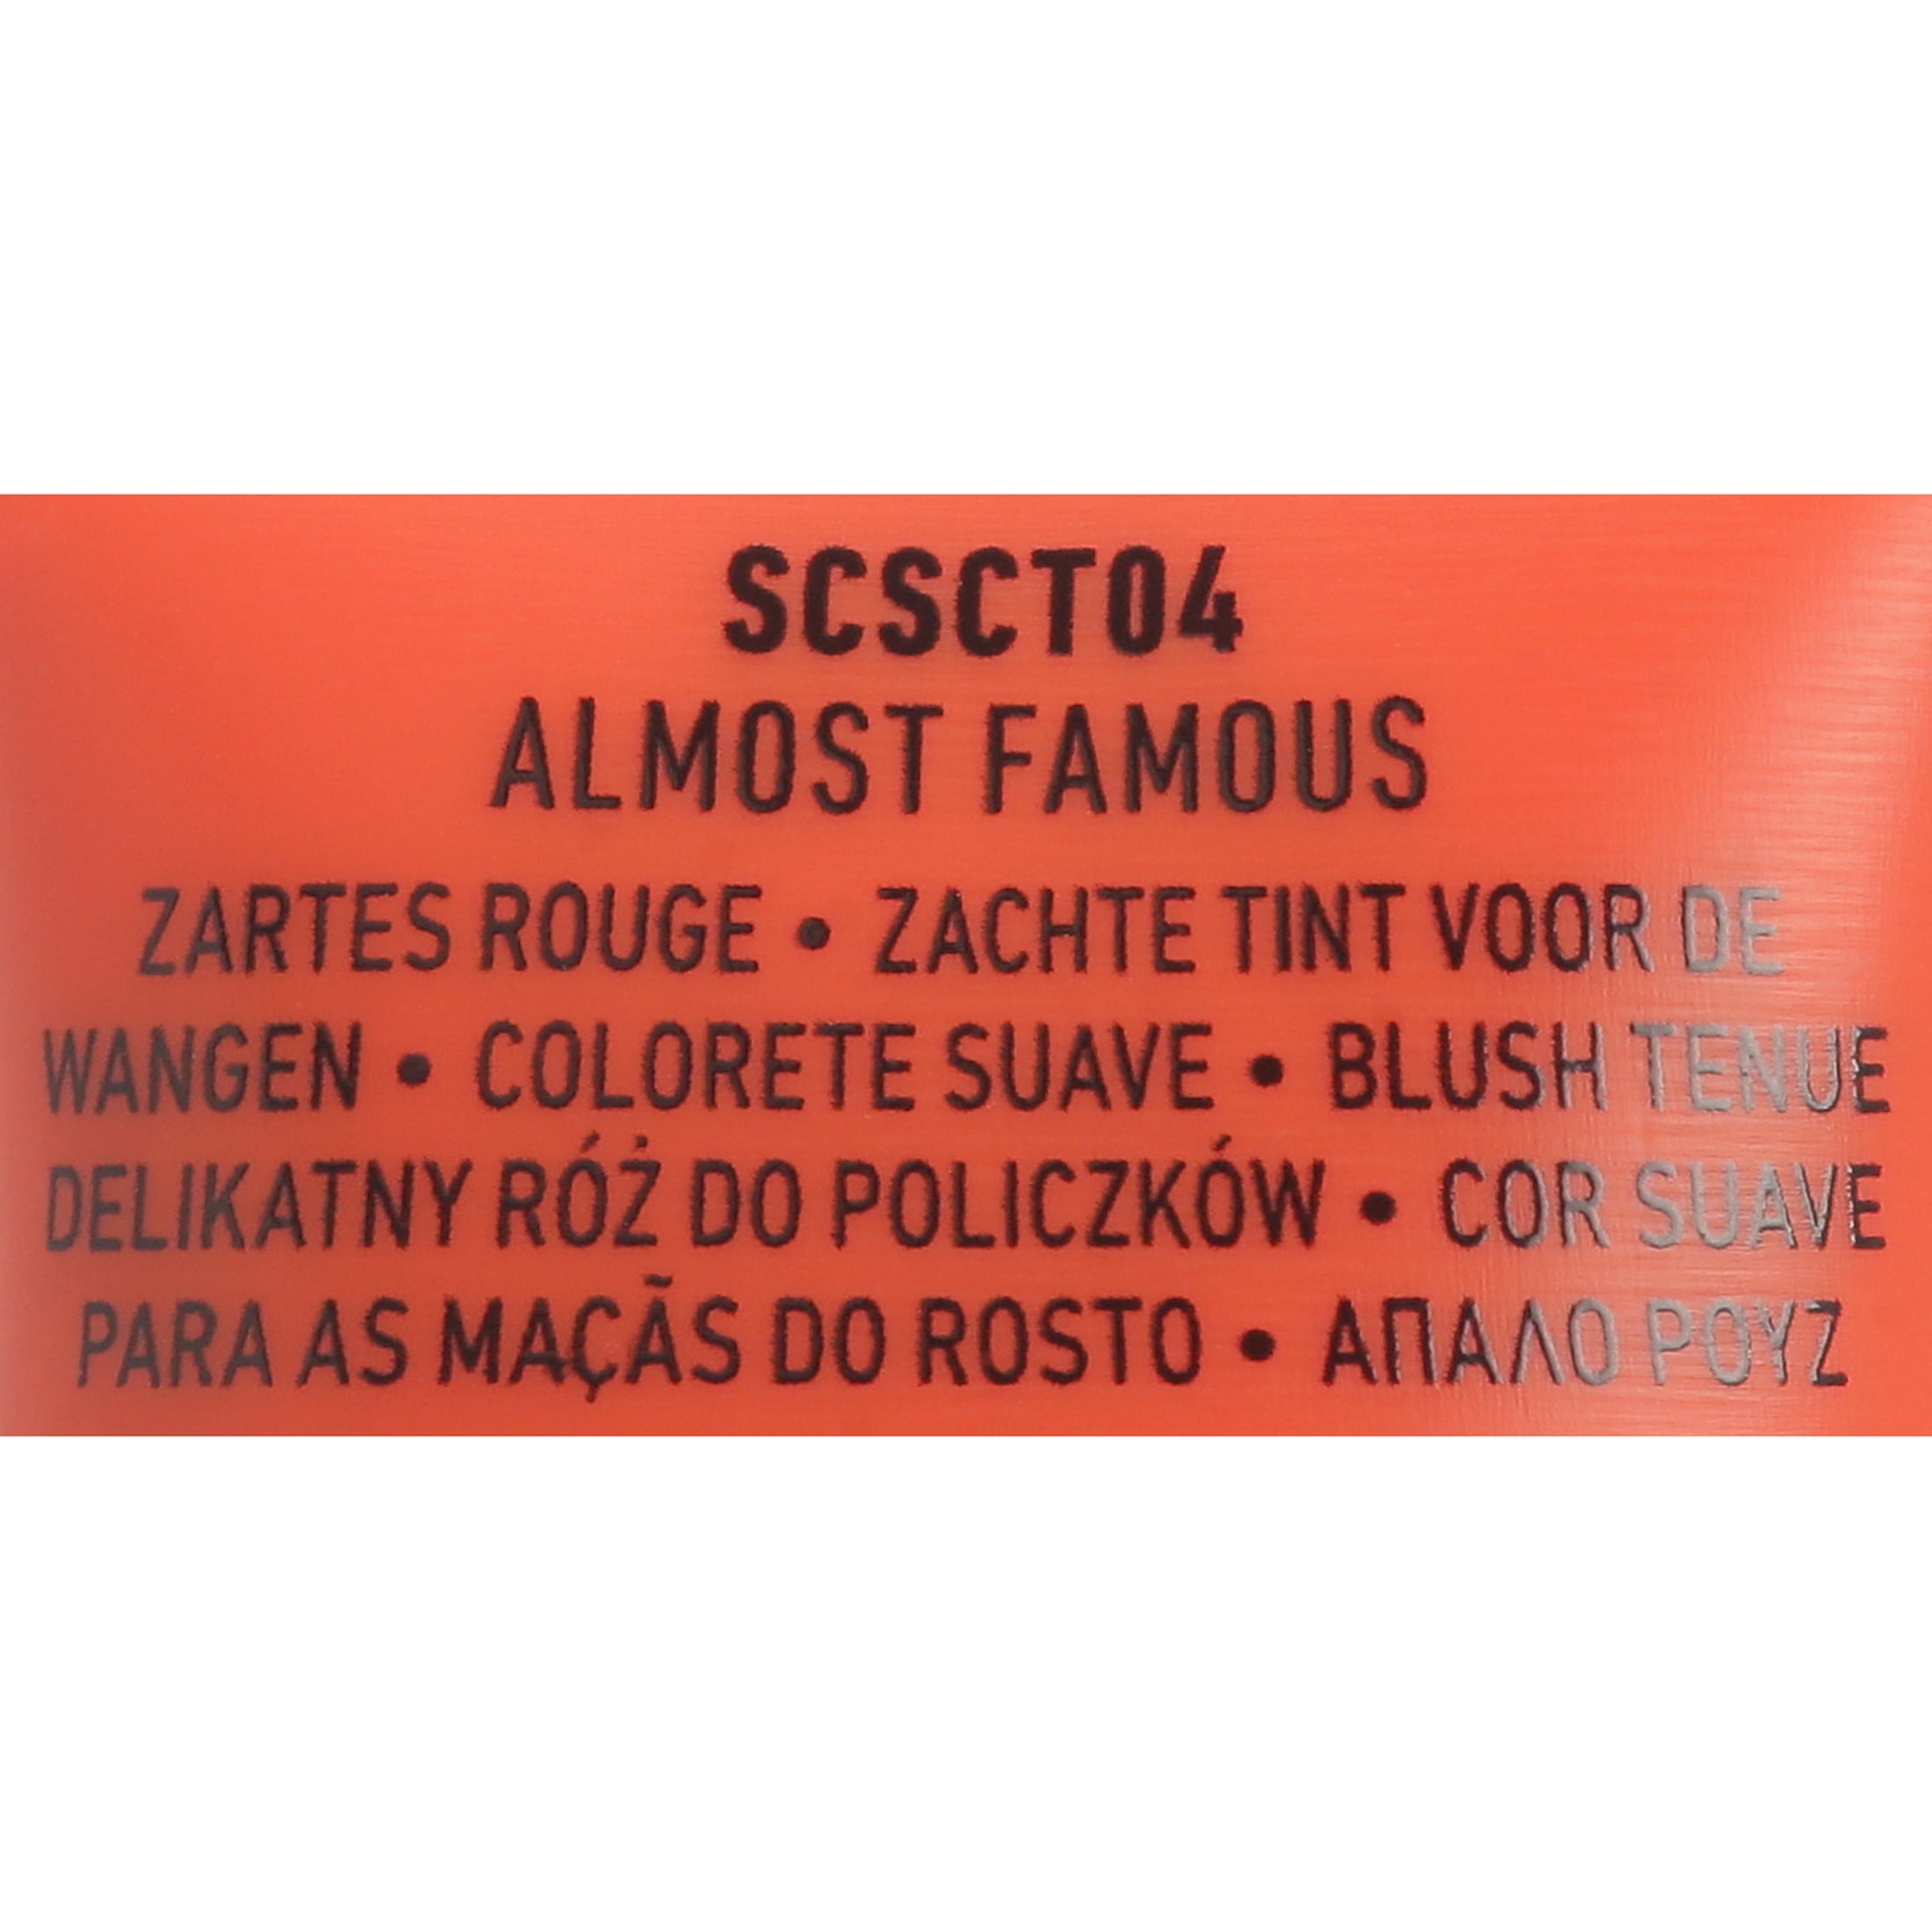 SCSCT04
ALMOST FAMOUS
ZARTES ROUGE • ZACHTE TINT VOOR DE
WANGEN • COLORETE SUAVE • BLUSH TENUE
DELIKATNY RÓŻ DO POLICZKÓW • COR SUAVE
PARA AS MAÇÃS DO ROSTO • ΑΠΑΛΟ ΡΟΥΖ